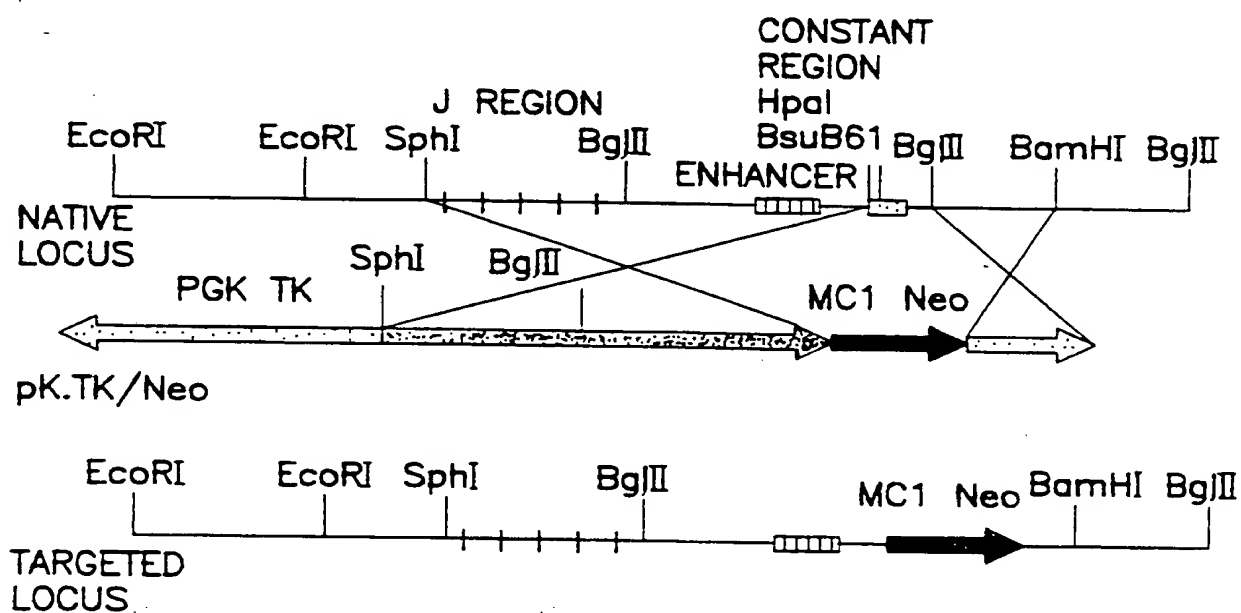 CONSTANT
REGION
J REGION HpaI
EcoRI EcoRI SphI BglII BsuB61 BglII BamHI BglII
ENHANCER
NATIVE
LOCUS
SphI BglII
PGK TK MC1 Neo
pK.TK/Neo
EcoRI EcoRI SphI BglII MC1 Neo BamHI BglII
TARGETED
LOCUS